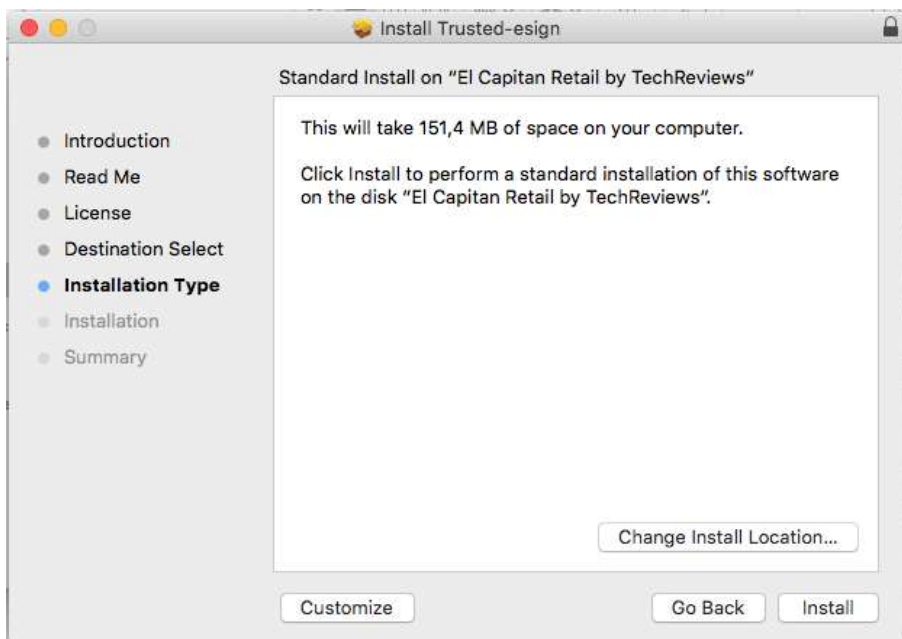 Install Trusted-esign
Standard Install on “El Capitan Retail by TechReviews”
Introduction
Read Me
License
Destination Select
Installation Type
Installation
Summary
This will take 151,4 MB of space on your computer.
Click Install to perform a standard installation of this software
on the disk “El Capitan Retail by TechReviews”.
Change Install Location...
Customize
Go Back
Install